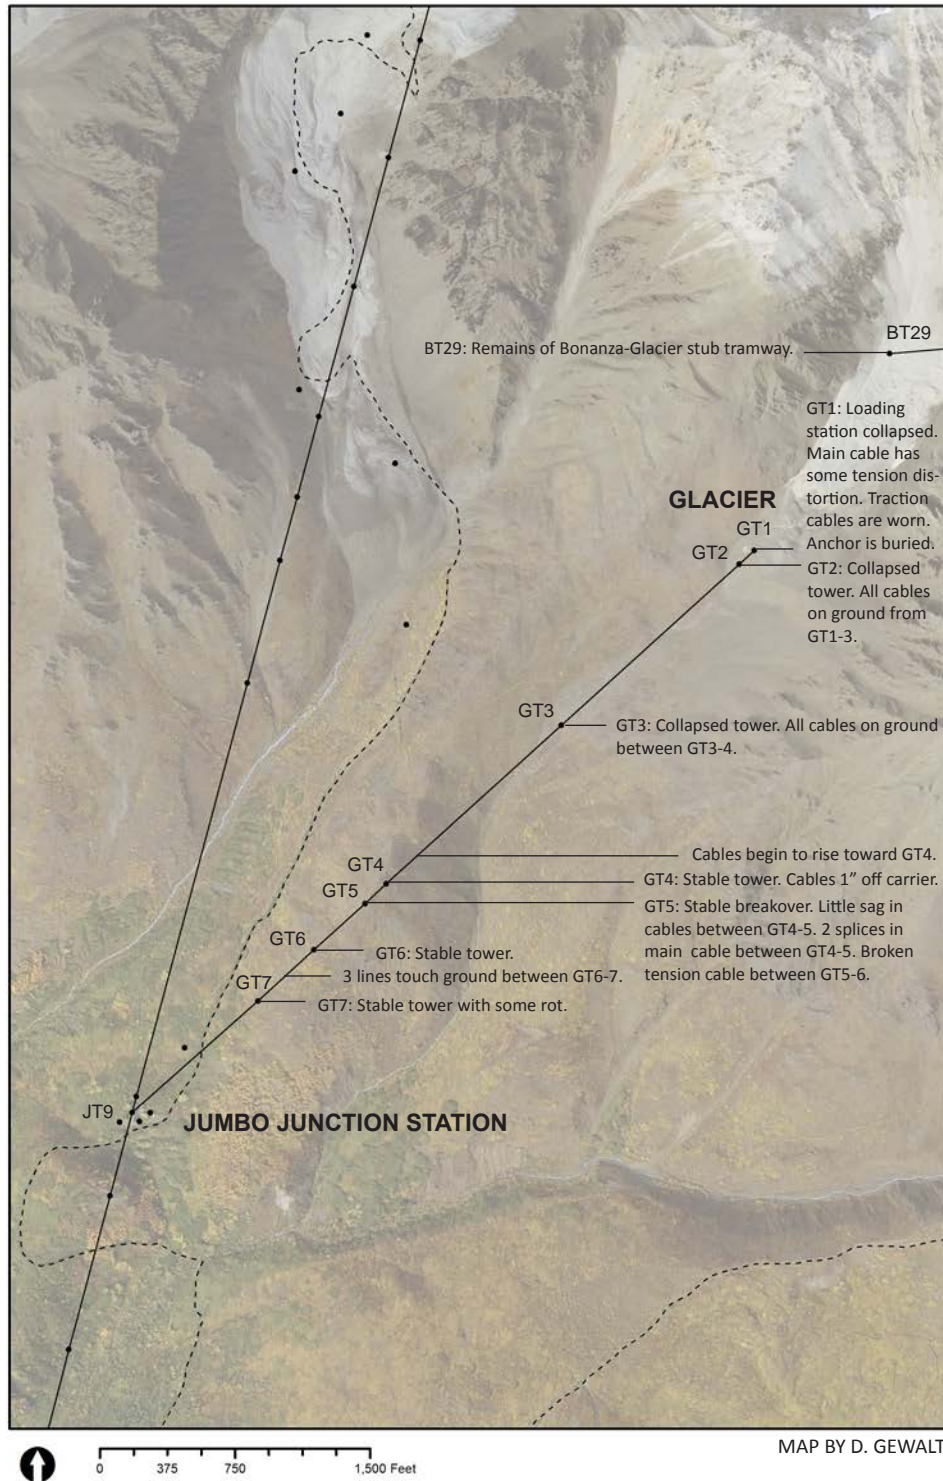 BT29
BT29: Remains of Bonanza-Glacier stub tramway.
GT1: Loading
station collapsed.
Main cable has
some tension dis-
tortion. Traction
cables are worn.
Anchor is buried.
GLACIER
GT1
GT2
GT2: Collapsed
tower. All cables
on ground from
GT1-3.
GT3
GT3: Collapsed tower. All cables on ground
between GT3-4.
Cables begin to rise toward GT4.
GT4
GT4: Stable tower. Cables 1” off carrier.
GT5
GT5: Stable breakover. Little sag in
cables between GT4-5. 2 splices in
main cable between GT4-5. Broken
tension cable between GT5-6.
GT6
GT6: Stable tower.
3 lines touch ground between GT6-7.
GT7
GT7: Stable tower with some rot.
JT9
JUMBO JUNCTION STATION
MAP BY D. GEWALT
0 375 750 1,500 Feet